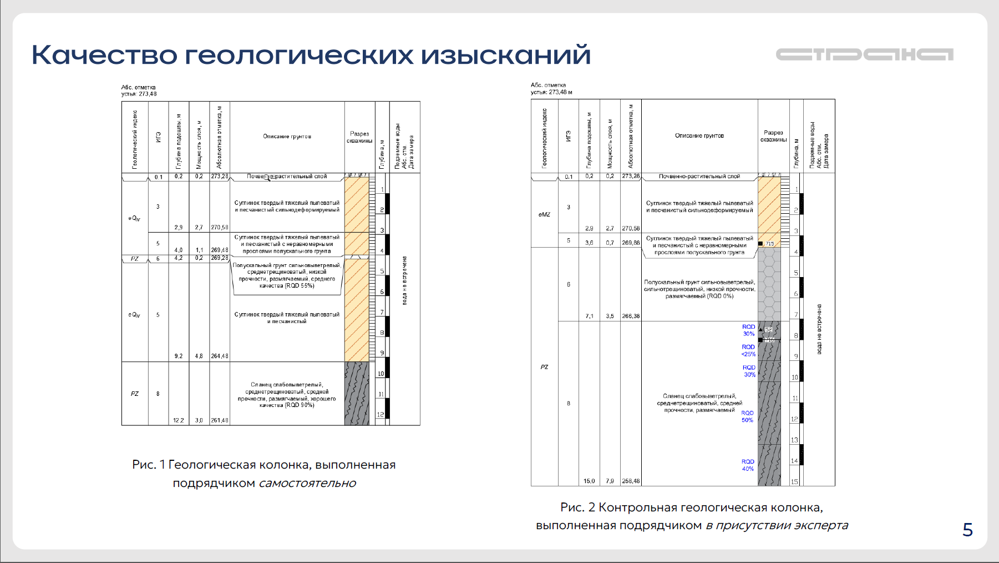 Качество геологических изысканий
страна
Абс. отметка
устья: 273,48
Геологический индекс
ИГЭ
Глубина подошвы, м
Мощность слоя, м
Абсолютная отметка, м
Описание грунтов
Разрез
скважины
Глубина, м
Подземные воды
Абс. отм.
Дата замера
0.1 0,2 0,2 273,28 Почвенно-растительный слой
eQIV
3
2,9 2,7 270,58
Суглинок твердый тяжелый пылеватый
и песчанистый сильнодеформируемый
5
4,0 1,1 269,48
Суглинок твердый тяжелый пылеватый
и песчанистый с неравномерными
прослоями полускального грунта
PZ 6 4,2 0,2 269,28
Полускальный грунт сильновыветрелый,
среднетрещиноватый, низкой
прочности, размягчаемый, среднего
качества (RQD 55%)
eQIV
5
9,2 4,8 264,48
Суглинок твердый тяжелый пылеватый
и песчанистый
PZ
8
12,2 3,0 261,48
Сланец слабовыветрелый,
среднетрещиноватый, средней
прочности, размягчаемый, хорошего
качества (RQD 90%)
1
2
3
4
5
6
7
8
9
10
11
12
вода не встречена
Рис. 1 Геологическая колонка, выполненная
подрядчиком самостоятельно
Абс. отметка
устья: 273,48 м
Геологический индекс
ИГЭ
Глубина подошвы, м
Мощность слоя, м
Абсолютная отметка, м
Описание грунтов
Разрез
скважины
Глубина, м
Подземные воды
Абс. отм.
Дата замера
0.1 0,2 0,2 273,28 Почвенно-растительный слой
eMZ
3
2,9 2,7 270,58
Суглинок твердый тяжелый пылеватый
и песчанистый сильнодеформируемый
5
3,6 0,7 269,88
Суглинок твердый тяжелый пылеватый
и песчанистый с неравномерными
прослоями полускального грунта
715
6
7,1 3,5 266,38
Полускальный грунт сильновыветрелый,
сильнотрещиноватый, низкой прочности,
размягчаемый (RQD 0%)
PZ
8
15,0 7,9 258,48
Сланец слабовыветрелый,
среднетрещиноватый, средней
прочности, размягчаемый
RQD
30%
52
RQD
<25%
RQD
30%
RQD
50%
RQD
40%
1
2
3
4
5
6
7
8
9
10
11
12
13
14
15
вода не встречена
Рис. 2 Контрольная геологическая колонка,
выполненная подрядчиком в присутствии эксперта
5